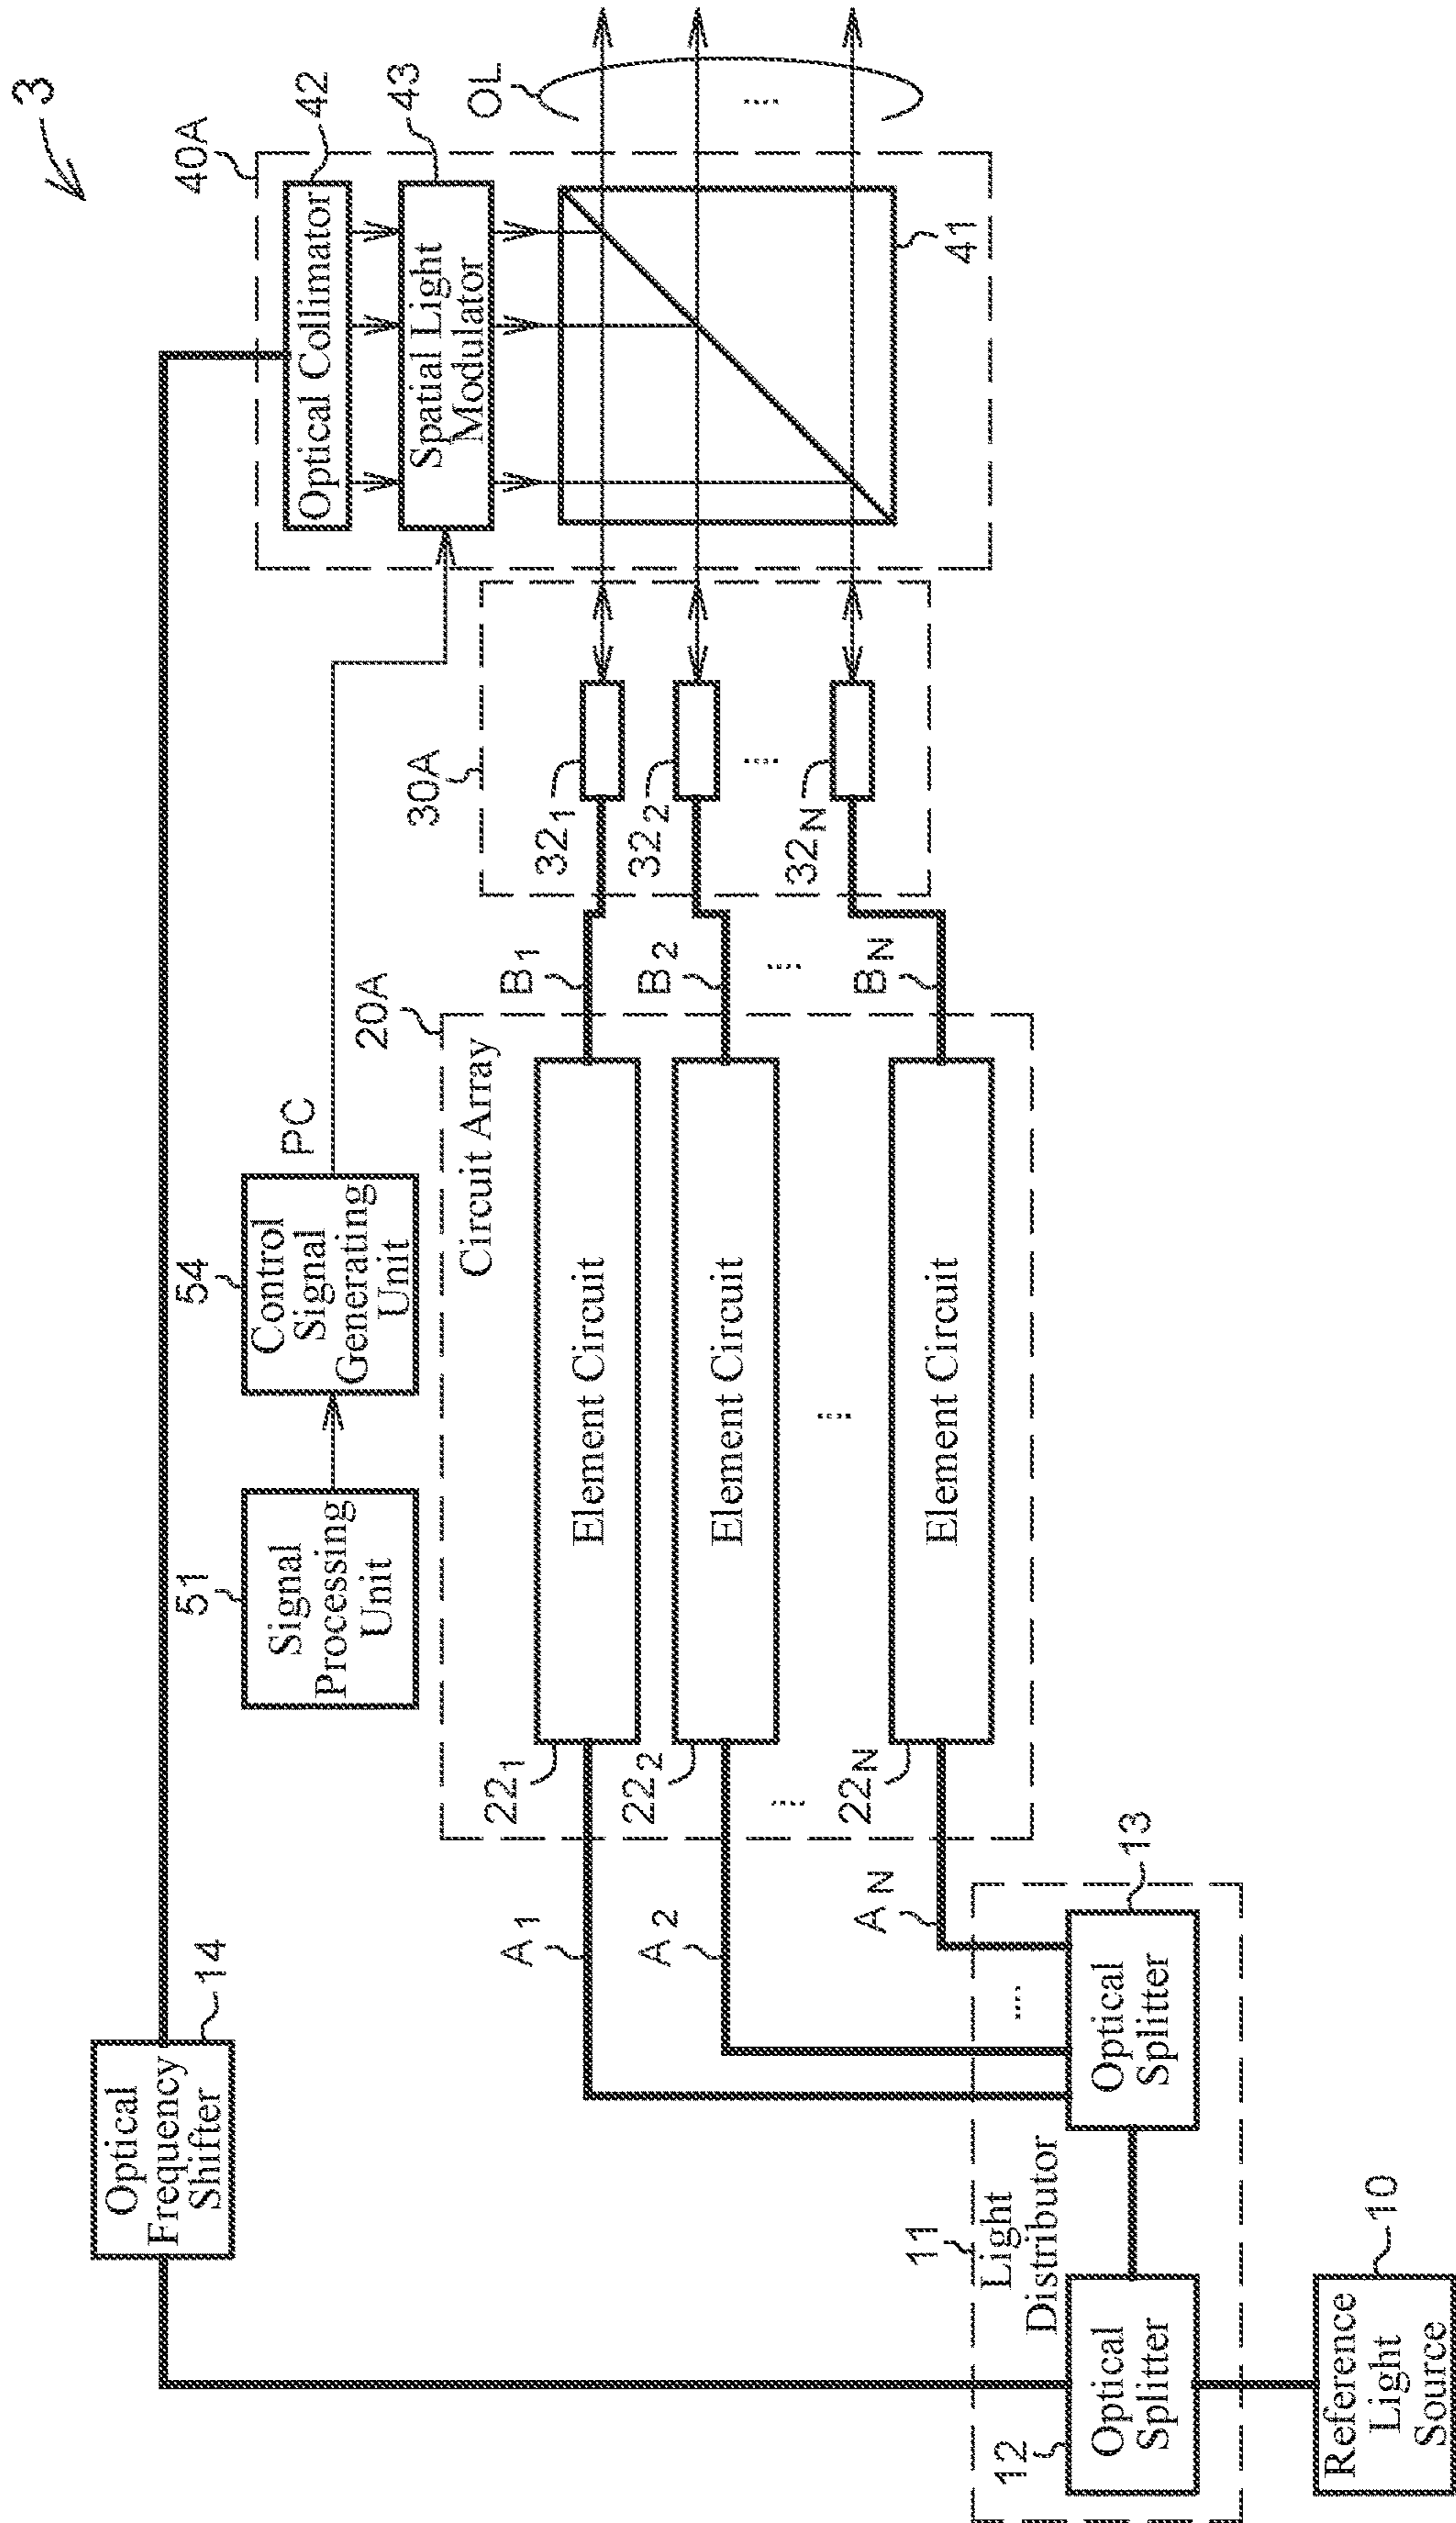 3
40A
42
Optical Collimator
43
Spatial Light
Modulator
OL
41
30A
32₁
32₂
32N
PC
54
Control
Signal
Generating
Unit
51
Signal
Processing
Unit
20A
Circuit Array
B₁
B₂
BN
Element Circuit
Element Circuit
Element Circuit
22₁
22₂
22N
A₁
A₂
AN
14
Optical
Frequency
Shifter
13
Optical
Splitter
11
Light
Distributor
12
Optical
Splitter
10
Reference
Light
Source